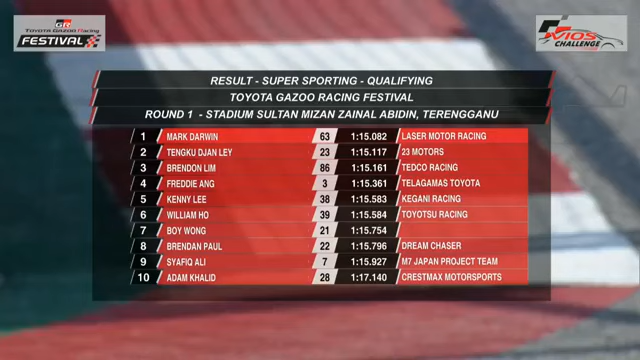 GR
TOYOTA GAZOO Racing
FESTIVAL
VIOS
CHALLENGE
RESULT - SUPER SPORTING - QUALIFYING
TOYOTA GAZOO RACING FESTIVAL
ROUND 1 - STADIUM SULTAN MIZAN ZAINAL ABIDIN, TERENGGANU
1 MARK DARWIN 63 1:15.082 LASER MOTOR RACING
2 TENGKU DJAN LEY 23 1:15.117 23 MOTORS
3 BRENDON LIM 86 1:15.161 TEDCO RACING
4 FREDDIE ANG 3 1:15.361 TELAGAMAS TOYOTA
5 KENNY LEE 38 1:15.583 KEGANI RACING
6 WILLIAM HO 39 1:15.584 TOYOTSU RACING
7 BOY WONG 21 1:15.754
8 BRENDAN PAUL 22 1:15.796 DREAM CHASER
9 SYAFIQ ALI 7 1:15.927 M7 JAPAN PROJECT TEAM
10 ADAM KHALID 28 1:17.140 CRESTMAX MOTORSPORTS